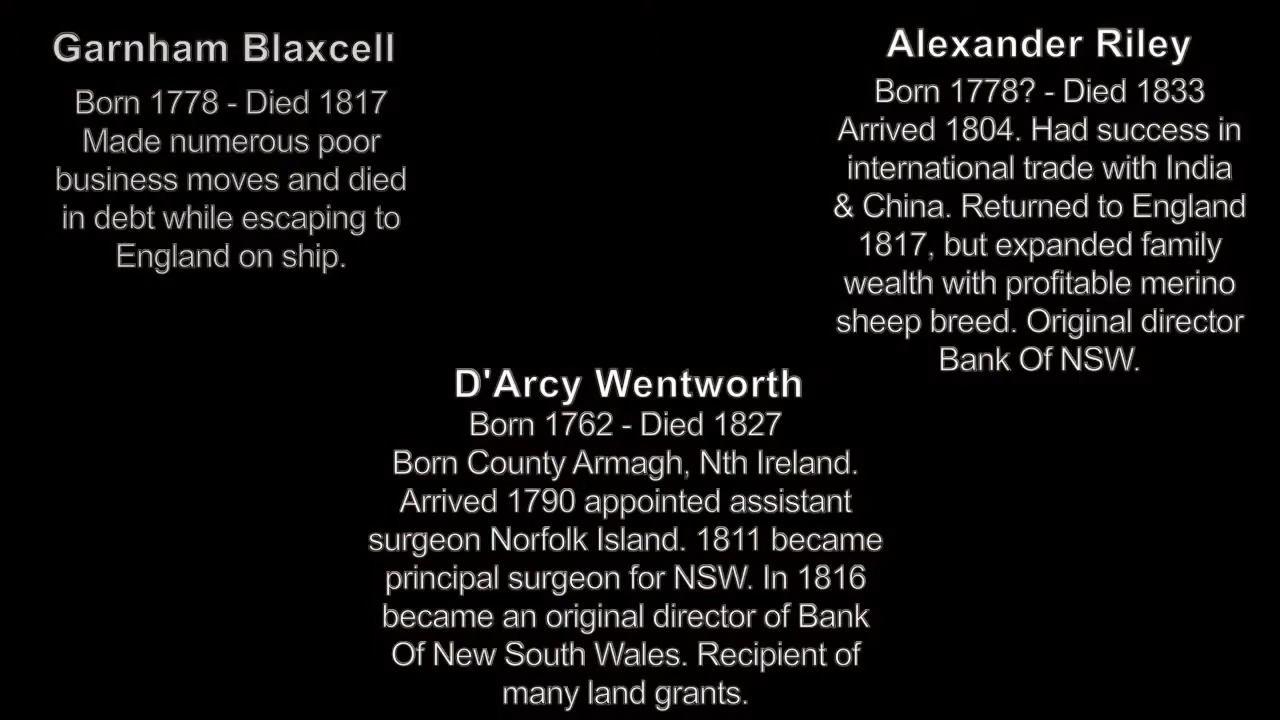 Garnham Blaxcell
Born 1778 - Died 1817
Made numerous poor
business moves and died
in debt while escaping to
England on ship.
Alexander Riley
Born 1778? - Died 1833
Arrived 1804. Had success in
international trade with India
& China. Returned to England
1817, but expanded family
wealth with profitable merino
sheep breed. Original director
Bank Of NSW.
D'Arcy Wentworth
Born 1762 - Died 1827
Born County Armagh, Nth Ireland.
Arrived 1790 appointed assistant
surgeon Norfolk Island. 1811 became
principal surgeon for NSW. In 1816
became an original director of Bank
Of New South Wales. Recipient of
many land grants.